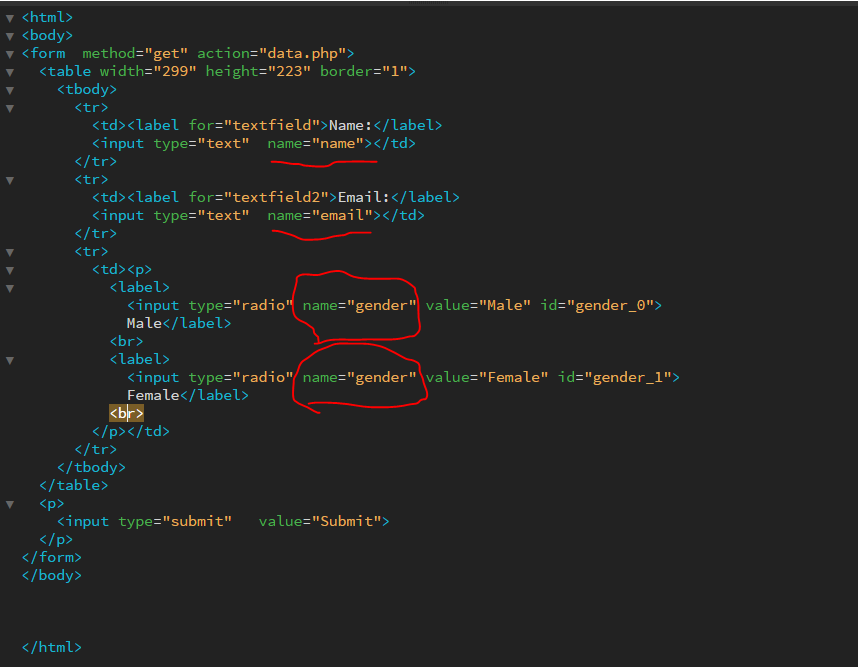 <html>
<body>
<form  method="get" action="data.php">
<table width="299" height="223" border="1">
<tbody>
<tr>
<td><label for="textfield">Name:</label>
<input type="text"  name="name"></td>
</tr>
<tr>
<td><label for="textfield2">Email:</label>
<input type="text"  name="email"></td>
</tr>
<tr>
<td><p>
<label>
<input type="radio" name="gender" value="Male" id="gender_0">
Male</label>
<br>
<label>
<input type="radio" name="gender" value="Female" id="gender_1">
Female</label>
<br>
</p></td>
</tr>
</tbody>
</table>
<p>
<input type="submit"   value="Submit">
</p>
</form>
</body>
</html>